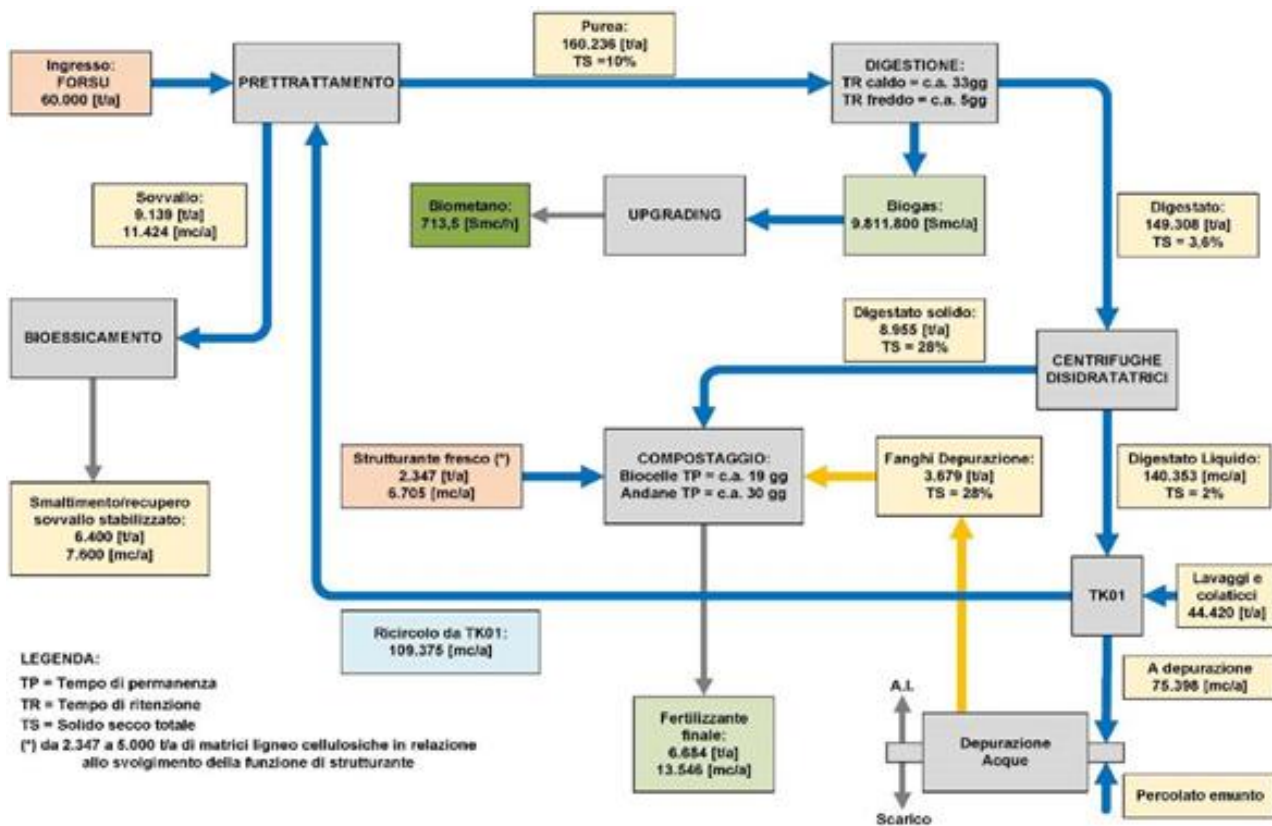 Ingresso:
FORSU
60.000 [t/a]
PRETTRATTAMENTO
Purea:
160.236 [t/a]
TS =10%
DIGESTIONE:
TR caldo = c.a. 33gg
TR freddo = c.a. 5gg
Sovvallo:
9.139 [t/a]
11.424 [mc/a]
Biometano:
713,5 [Smc/h]
UPGRADING
Biogas:
9.811.800 [Smc/a]
Digestato:
149.308 [t/a]
TS = 3,6%
BIOESSICAMENTO
Digestato solido:
8.955 [t/a]
TS = 28%
CENTRIFUGHE
DISIDRATATRICI
Strutturante fresco (*)
2.347 [t/a]
6.705 [mc/a]
COMPOSTAGGIO:
Biocelle TP = c.a. 19 gg
Andane TP = c.a. 30 gg
Fanghi Depurazione:
3.679 [t/a]
TS = 28%
Digestato Liquido:
140.353 [mc/a]
TS = 2%
Smaltimento/recupero
sovvallo stabilizzato:
6.400 [t/a]
7.600 [mc/a]
TK01
Lavaggi e
colaticci
44.420 [t/a]
Ricircolo da TK01:
109.375 [mc/a]
A depurazione
75.398 [mc/a]
LEGENDA:
TP = Tempo di permanenza
TR = Tempo di ritenzione
TS = Solido secco totale
(*) da 2.347 a 5.000 t/a di matrici ligneo cellulosiche in relazione
allo svolgimento della funzione di strutturante
Fertilizzante
finale:
6.684 [t/a]
13.546 [mc/a]
A.I.
Depurazione
Acque
Scarico
Percolato emunto